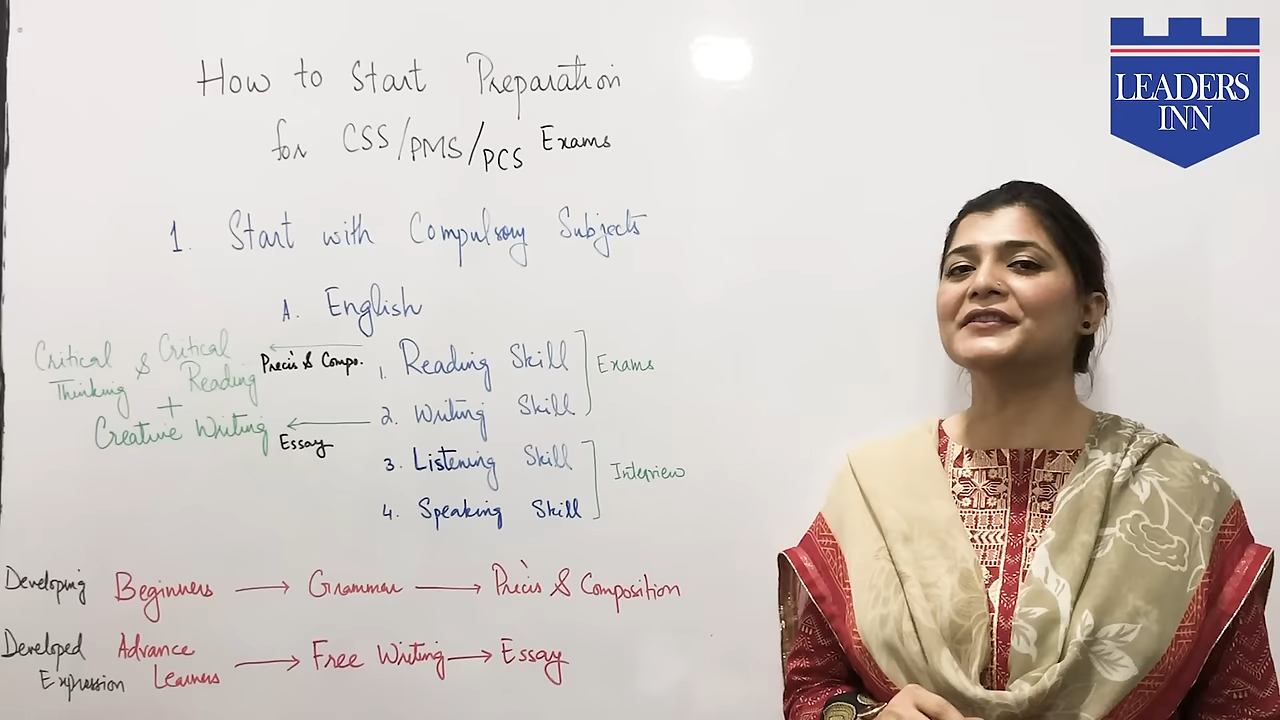 How to Start Preparation
for CSS/PMS/PCS Exams
1. Start with Compulsory Subjects
A. English
1. Reading Skill
2. Writing Skill
Exams
3. Listening Skill
4. Speaking Skill
Interview
Precis & Compo.
Essay
Critical Thinking & Critical Reading
+
Creative Writing
Developing Beginners → Grammar → Précis & Composition
Developed Expression Advance Learners → Free Writing → Essay
LEADERS
INN